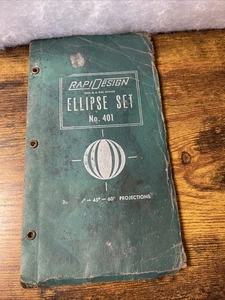 RAPIDESIGN
ELLIPSE SET
No. 401
— 45° — 60° PROJECTIONS